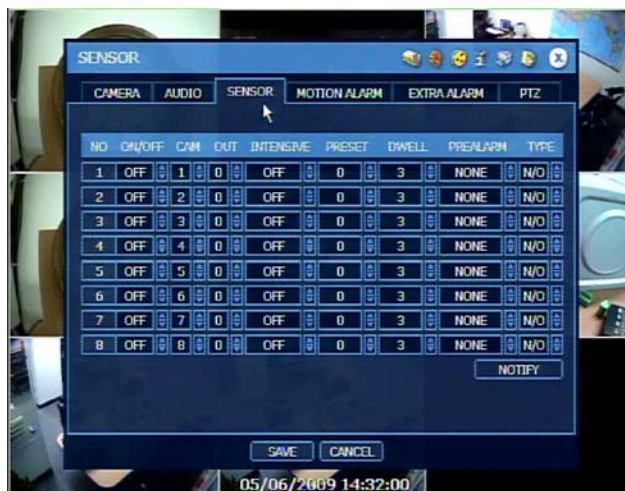 SENSOR
CAMERA AUDIO SENSOR MOTION ALARM EXTRA ALARM PTZ
NO ON/OFF CAM OUT INTENSIVE PRESET DWELL PREALARM TYPE
1 OFF 1 0 OFF 0 3 NONE N/O
2 OFF 2 0 OFF 0 3 NONE N/O
3 OFF 3 0 OFF 0 3 NONE N/O
4 OFF 4 0 OFF 0 3 NONE N/O
5 OFF 5 0 OFF 0 3 NONE N/O
6 OFF 6 0 OFF 0 3 NONE N/O
7 OFF 7 0 OFF 0 3 NONE N/O
8 OFF 8 0 OFF 0 3 NONE N/O
NOTIFY
SAVE CANCEL
05/06/2009 14:32:00